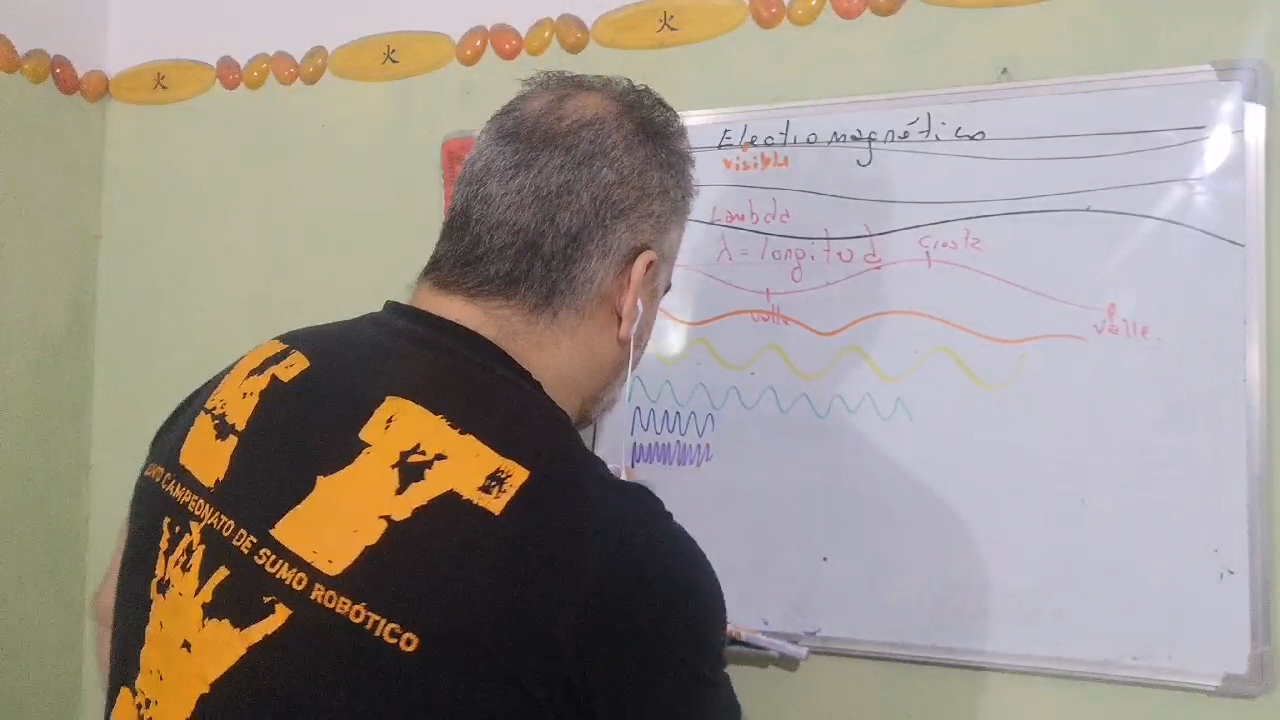 火 火 火
Electromagnético
visible
Lambda
λ = longitud
Cresta
valle
valle
CAMPEONATO DE SUMO ROBÓTICO